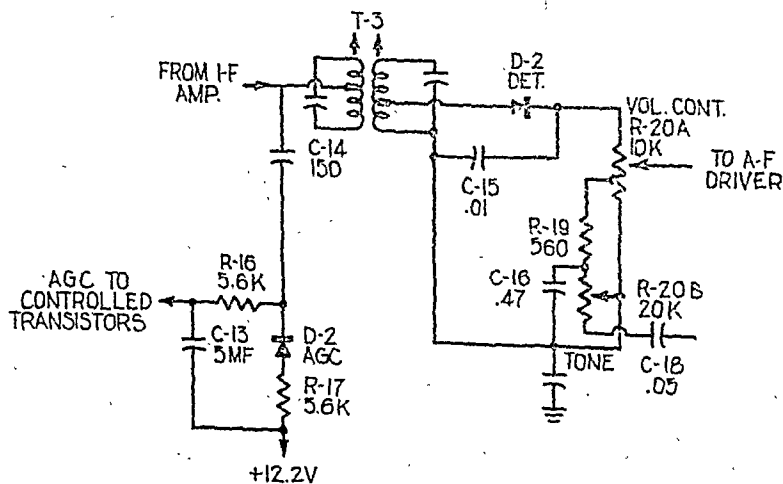 T-3
FROM I-F
AMP.
D-2
DET.
VOL. CONT.
R-20A
10K
TO A-F
DRIVER
C-14
150
C-15
.01
R-19
560
C-16
.47
R-20B
20K
TONE
C-18
.05
R-16
5.6K
AGC TO
CONTROLLED
TRANSISTORS
C-13
5MF
D-2
AGC
R-17
5.6K
+12.2V